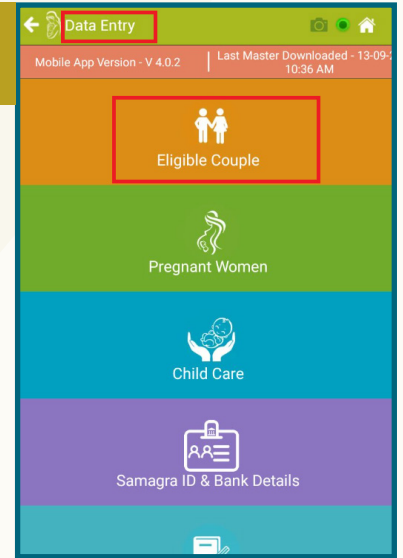 Data Entry
Mobile App Version - V 4.0.2
Last Master Downloaded - 13-09-
10:36 AM
Eligible Couple
Pregnant Women
Child Care
Samagra ID & Bank Details